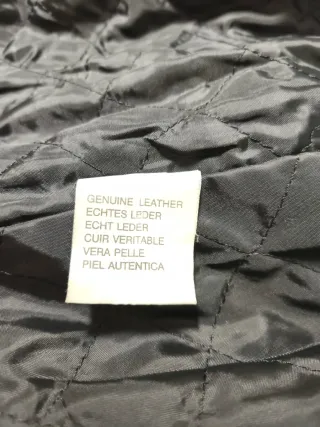 GENUINE LEATHER
ECHTES LEDER
ECHT LEDER
CUIR VERITABLE
VERA PELLE
PIEL AUTENTICA